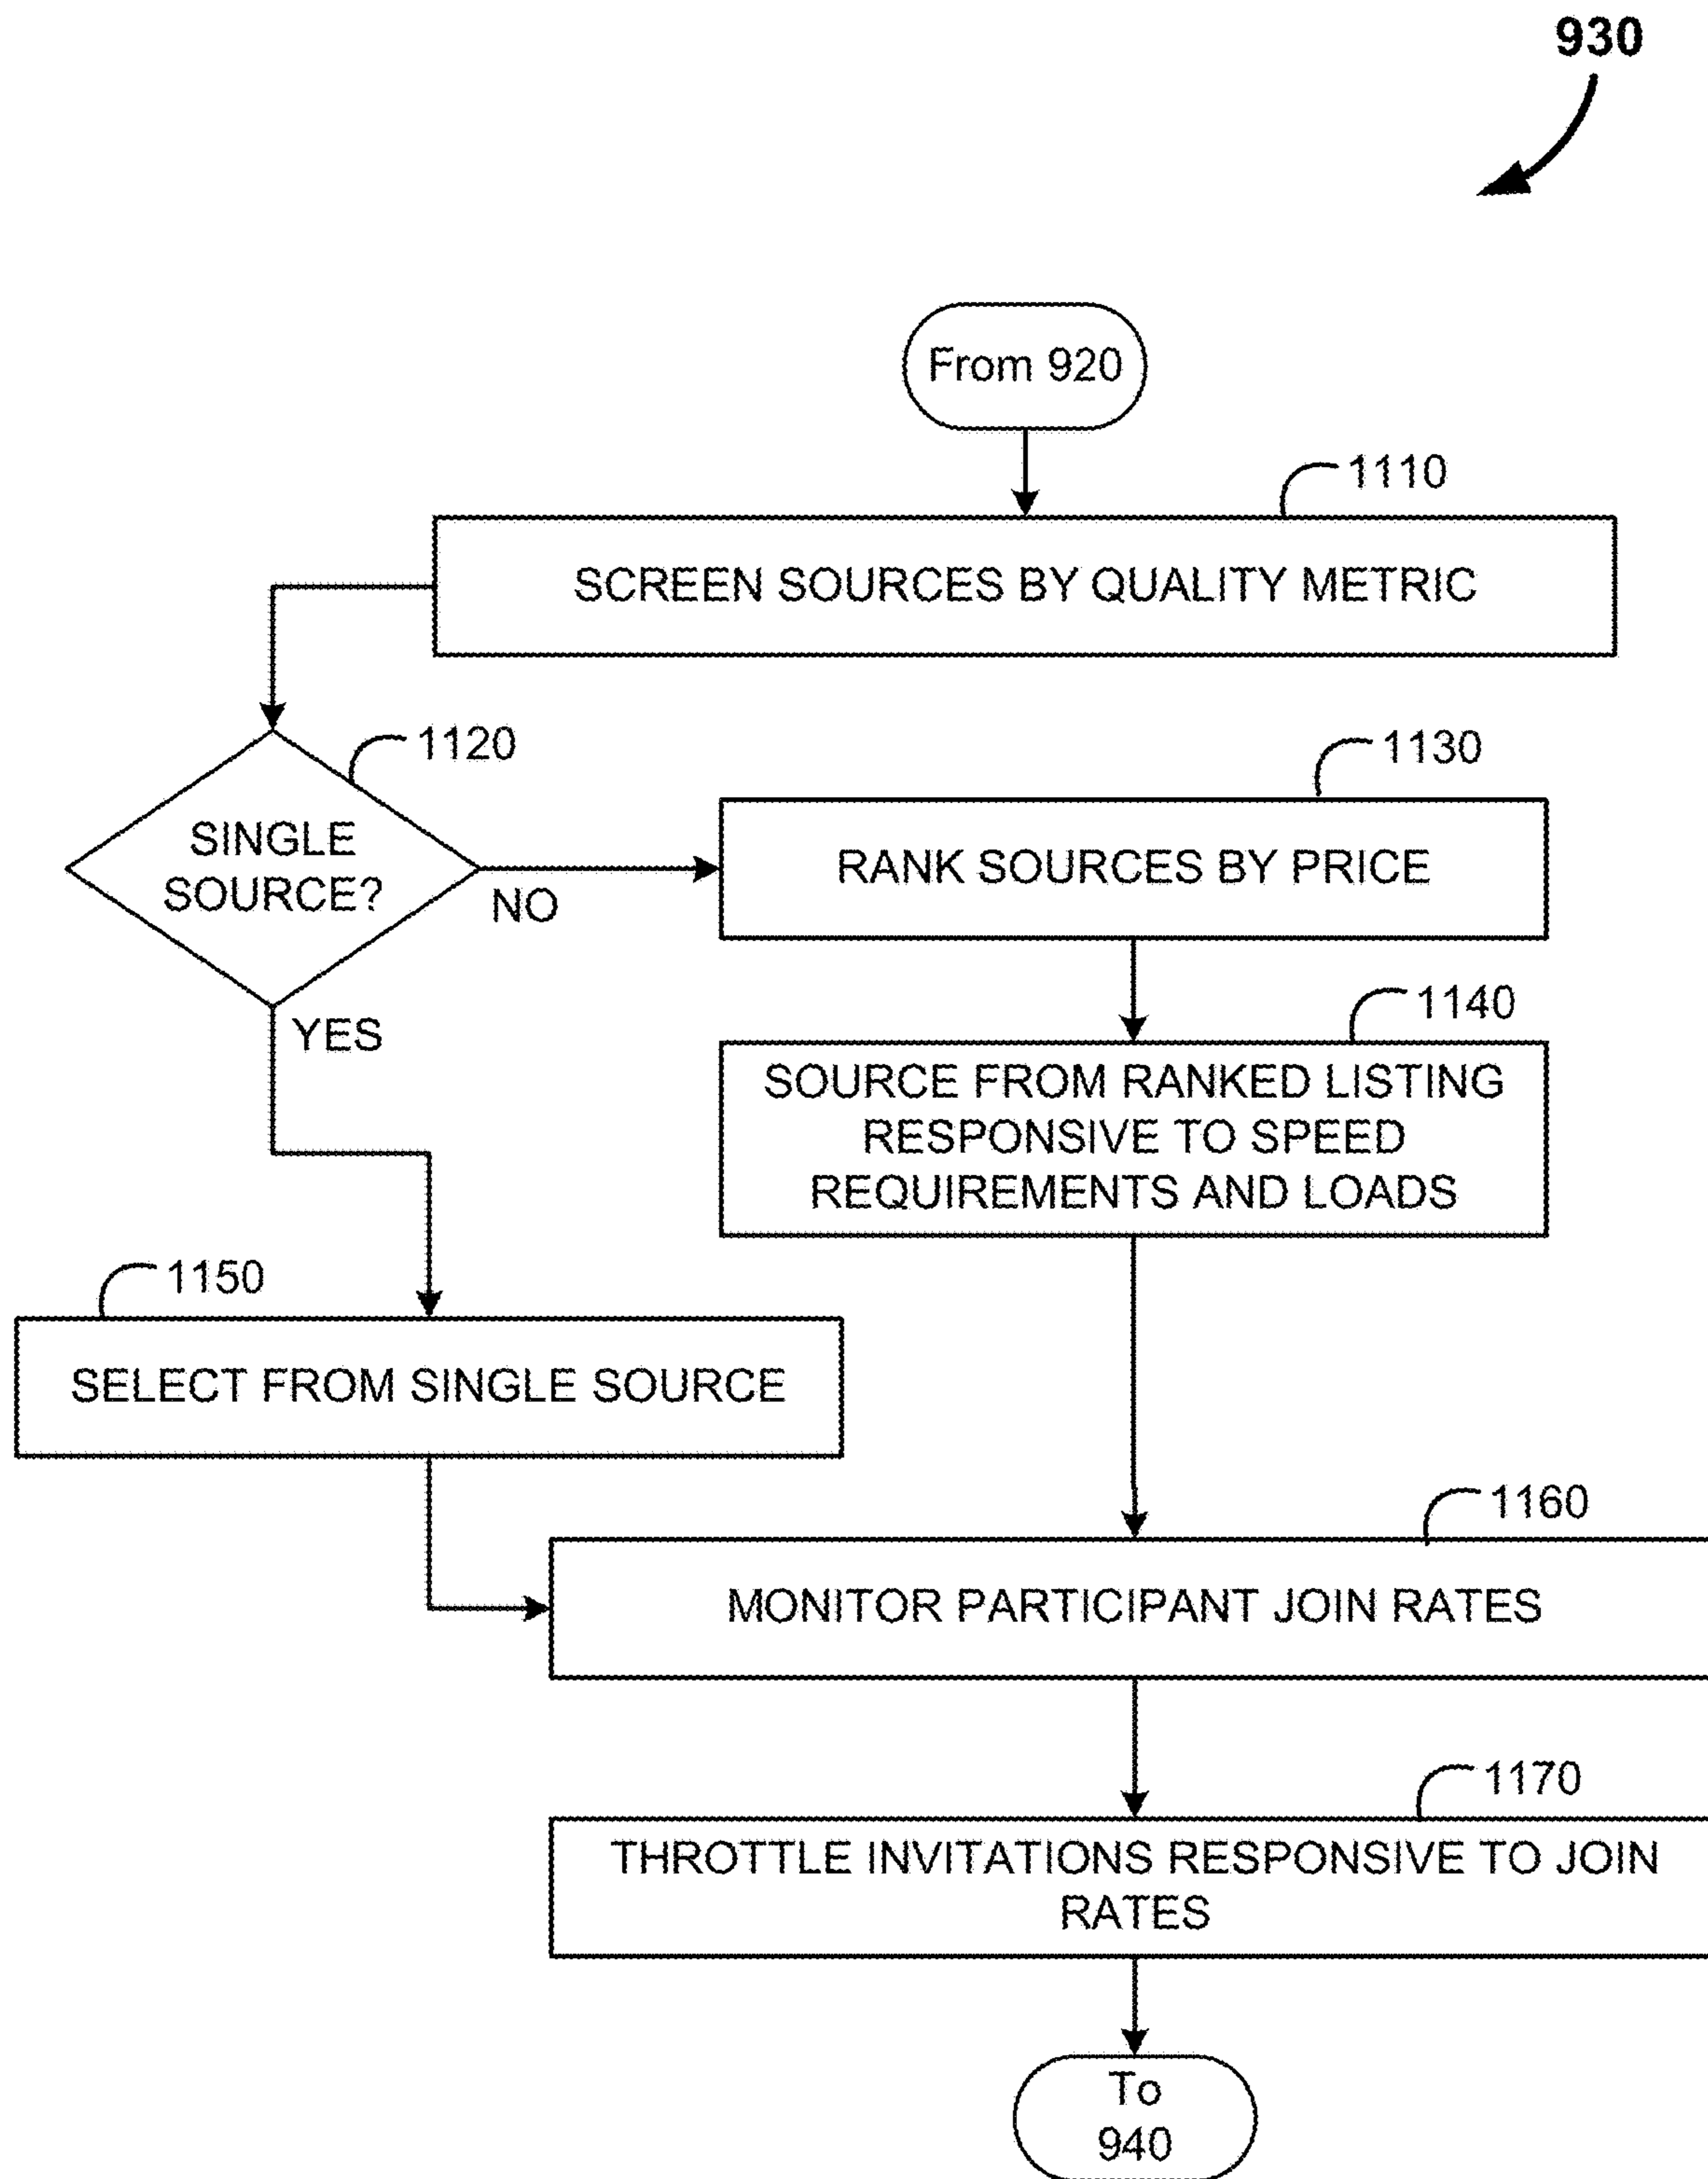 930
From 920
1110
SCREEN SOURCES BY QUALITY METRIC
1120
SINGLE
SOURCE?
NO
YES
1130
RANK SOURCES BY PRICE
1140
SOURCE FROM RANKED LISTING
RESPONSIVE TO SPEED
REQUIREMENTS AND LOADS
1150
SELECT FROM SINGLE SOURCE
1160
MONITOR PARTICIPANT JOIN RATES
1170
THROTTLE INVITATIONS RESPONSIVE TO JOIN
RATES
To
940